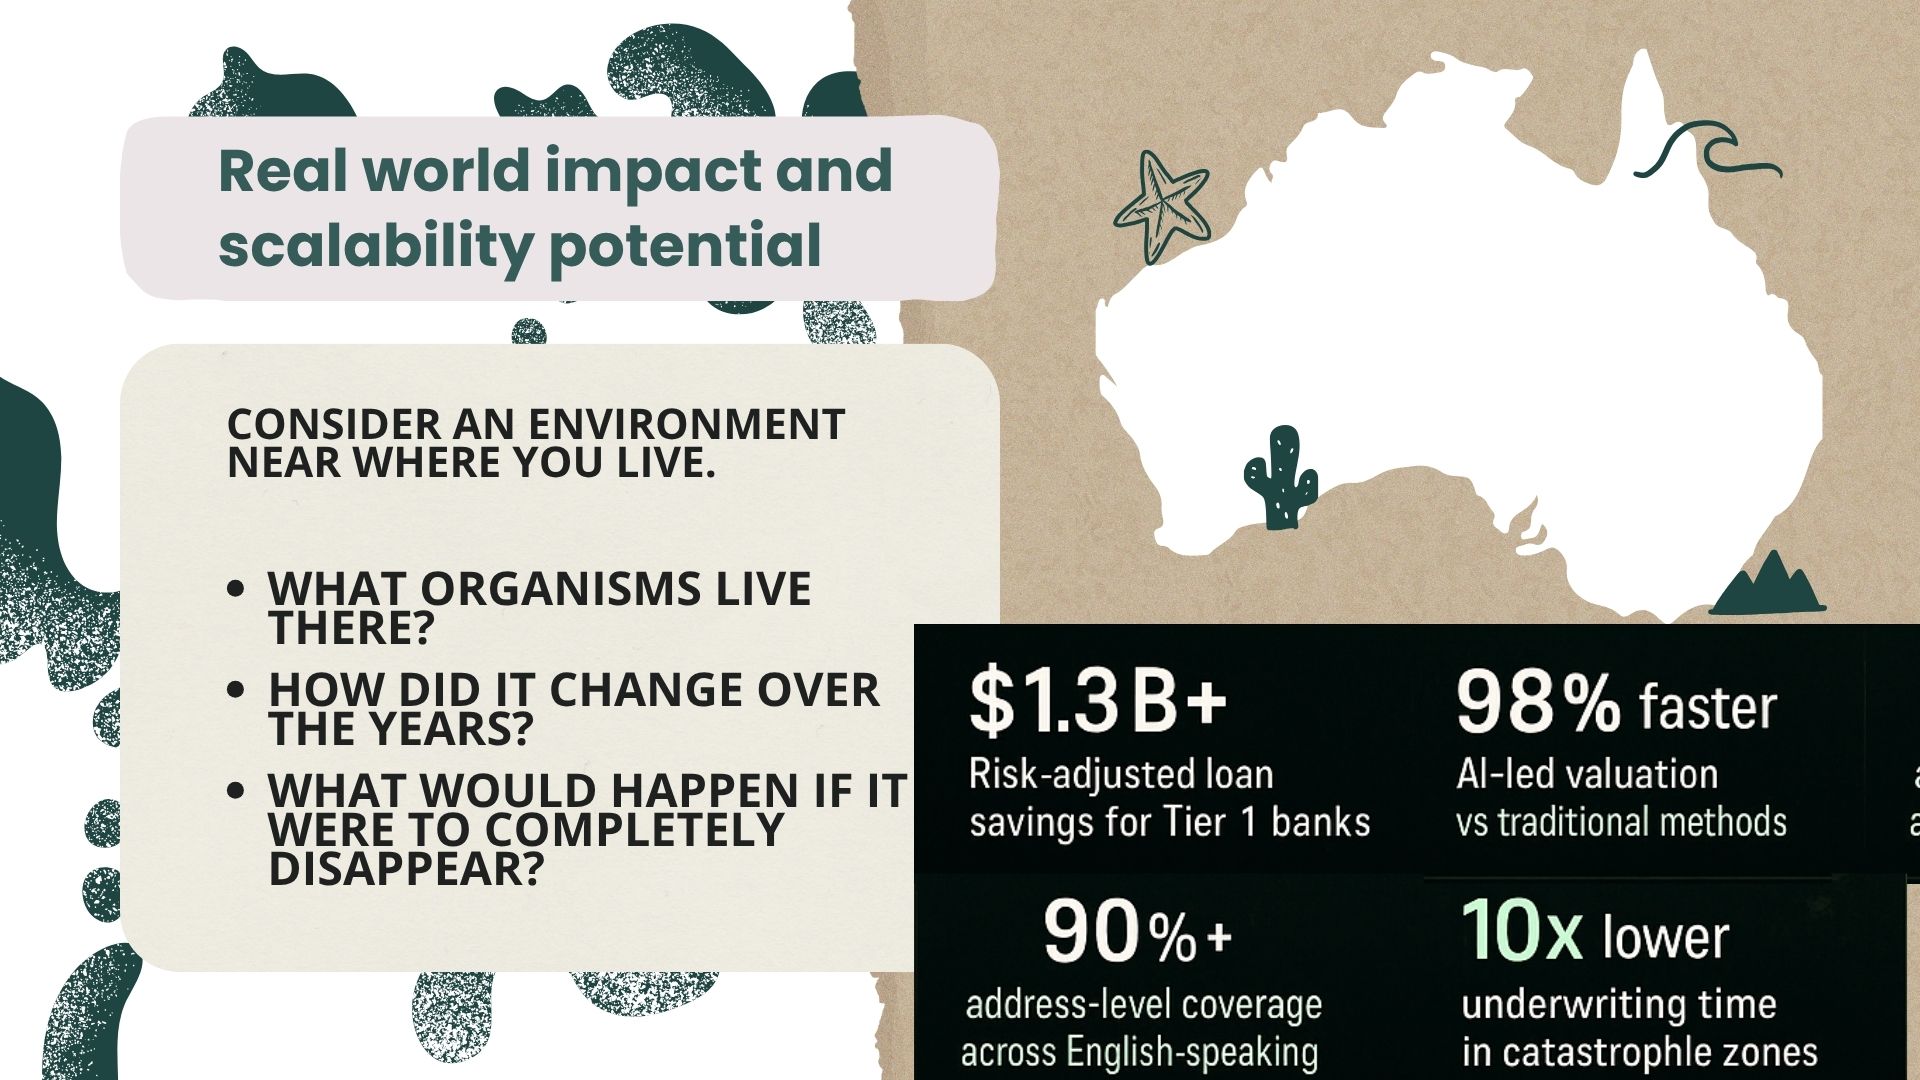 Real world impact and
scalability potential
CONSIDER AN ENVIRONMENT
NEAR WHERE YOU LIVE.
• WHAT ORGANISMS LIVE
THERE?
• HOW DID IT CHANGE OVER
THE YEARS?
• WHAT WOULD HAPPEN IF IT
WERE TO COMPLETELY
DISAPPEAR?
$1.3B+
Risk-adjusted loan
savings for Tier 1 banks
98% faster
AI-led valuation
vs traditional methods
90%+
address-level coverage
across English-speaking
10x lower
underwriting time
in catastrophle zones